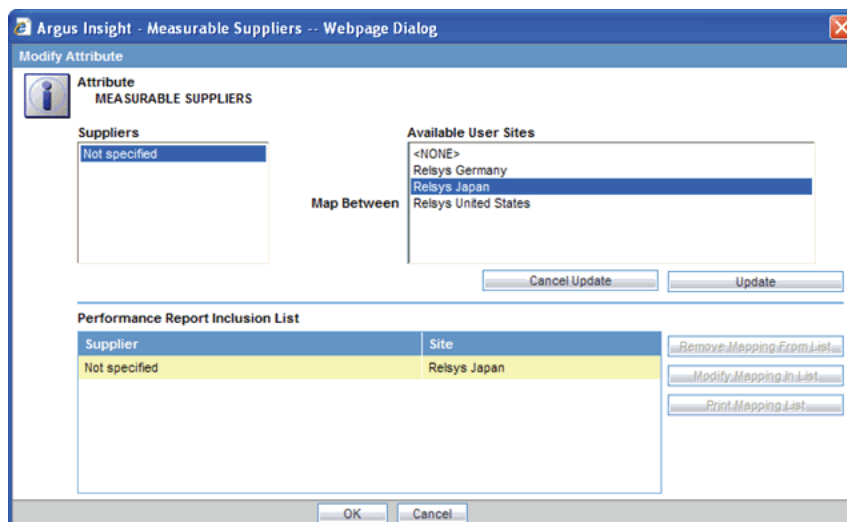 Argus Insight - Measurable Suppliers -- Webpage Dialog
Modify Attribute
Attribute
MEASURABLE SUPPLIERS
Suppliers
Not specified
Map Between
Available User Sites
<NONE>
Relsys Germany
Relsys Japan
Relsys United States
Cancel Update
Update
Performance Report Inclusion List
Supplier
Site
Not specified
Relsys Japan
Remove Mapping From List
Modify Mapping In List
Print Mapping List
OK
Cancel